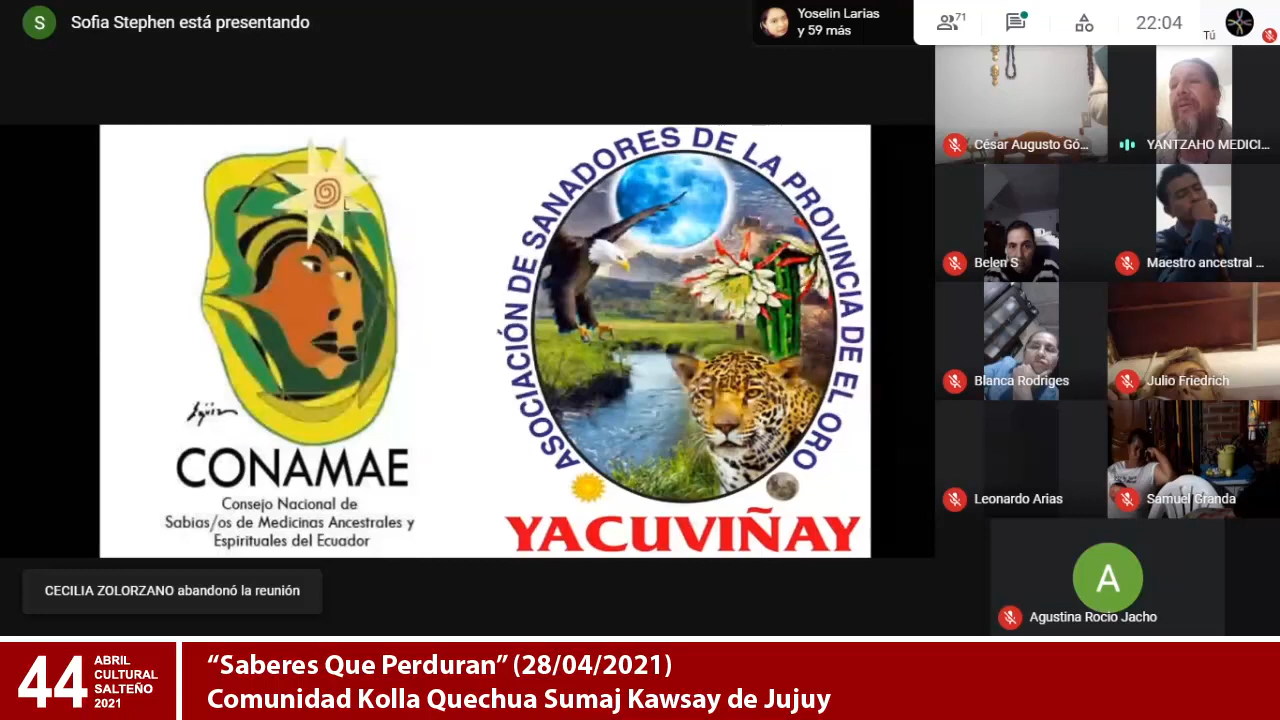 S
Sofia Stephen está presentando
Yoselin Larias
y 59 más
71
22:04
Tú
CONAMAE
Consejo Nacional de
Sabias/os de Medicinas Ancestrales y
Espirituales del Ecuador
ASOCIACIÓN DE SANADORES DE LA PROVINCIA DE EL ORO
YACUVIÑAY
César Augusto Gó...
YANTZAHO MEDICI...
Belen S
Maestro ancestral ...
Blanca Rodriges
Julio Friedrich
Leonardo Arias
Samuel Granda
A
Agustina Rocio Jacho
CECILIA ZOLORZANO abandonó la reunión
44
ABRIL
CULTURAL
SALTEÑO
2021
“Saberes Que Perduran” (28/04/2021)
Comunidad Kolla Quechua Sumaj Kawsay de Jujuy